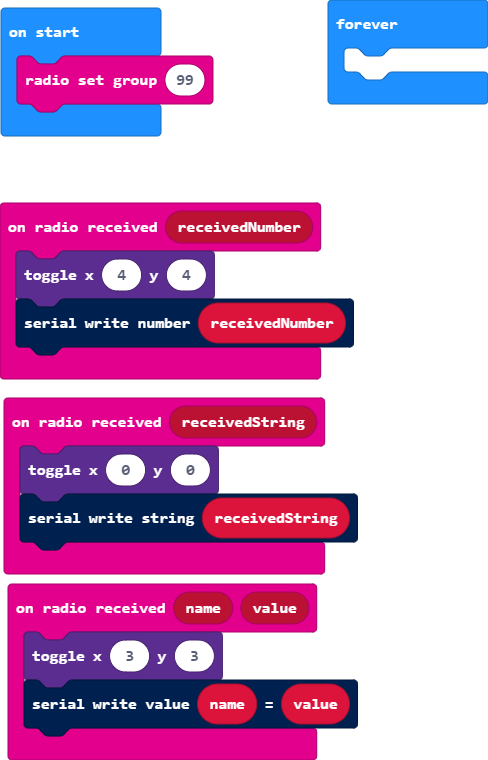 on start
radio set group 99
forever
on radio received receivedNumber
toggle x 4 y 4
serial write number receivedNumber
on radio received receivedString
toggle x 0 y 0
serial write string receivedString
on radio received name value
toggle x 3 y 3
serial write value name = value